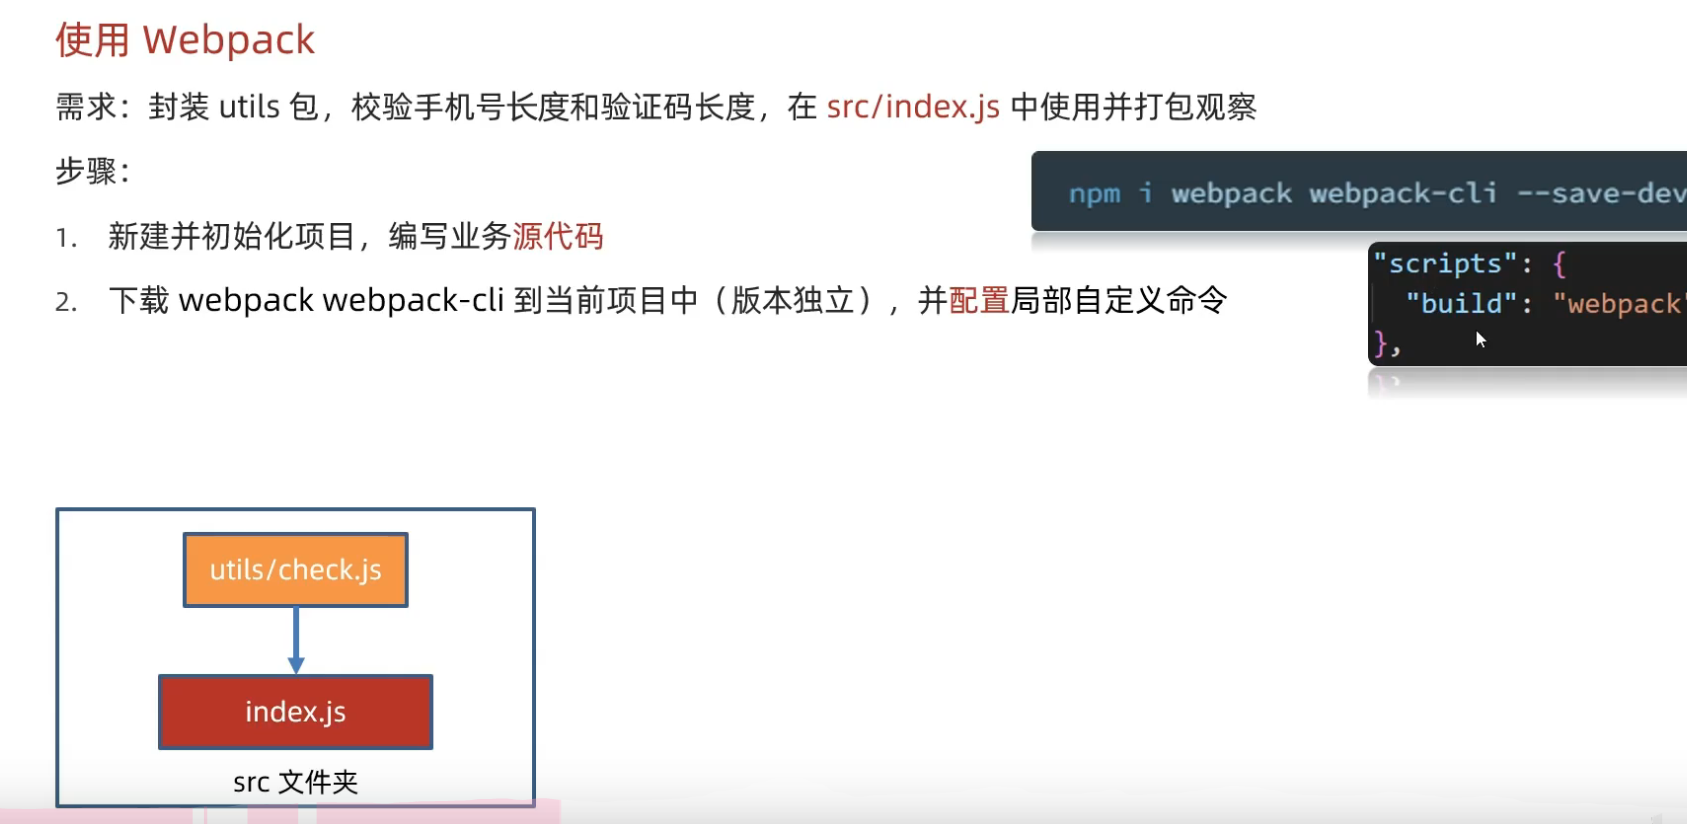 使用 Webpack
需求：封装 utils 包，校验手机号长度和验证码长度，在 src/index.js 中使用并打包观察
步骤：
npm i webpack webpack-cli --save-dev
1. 新建并初始化项目，编写业务源代码
2. 下载 webpack webpack-cli 到当前项目中（版本独立），并配置局部自定义命令
"scripts": {
"build": "webpack"
},
utils/check.js
index.js
src 文件夹